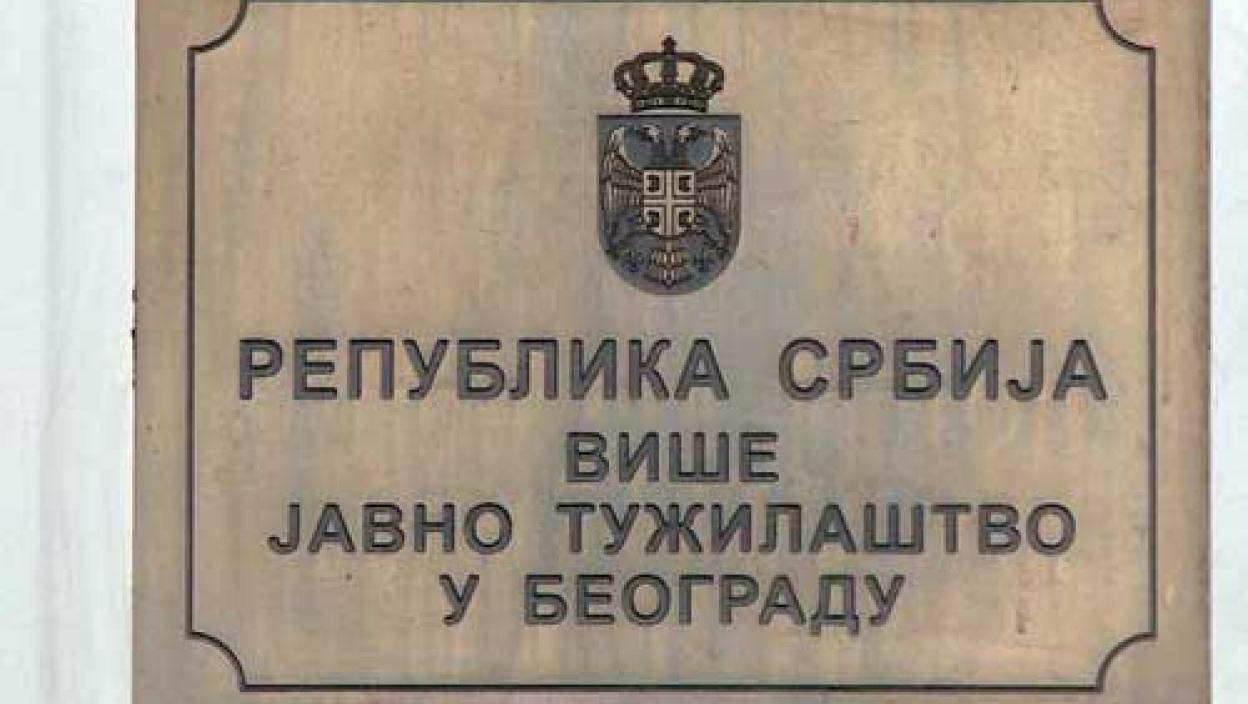 РЕПУБЛИКА СРБИЈА
ВИШЕ
ЈАВНО ТУЖИЛАШТВО
У БЕОГРАДУ